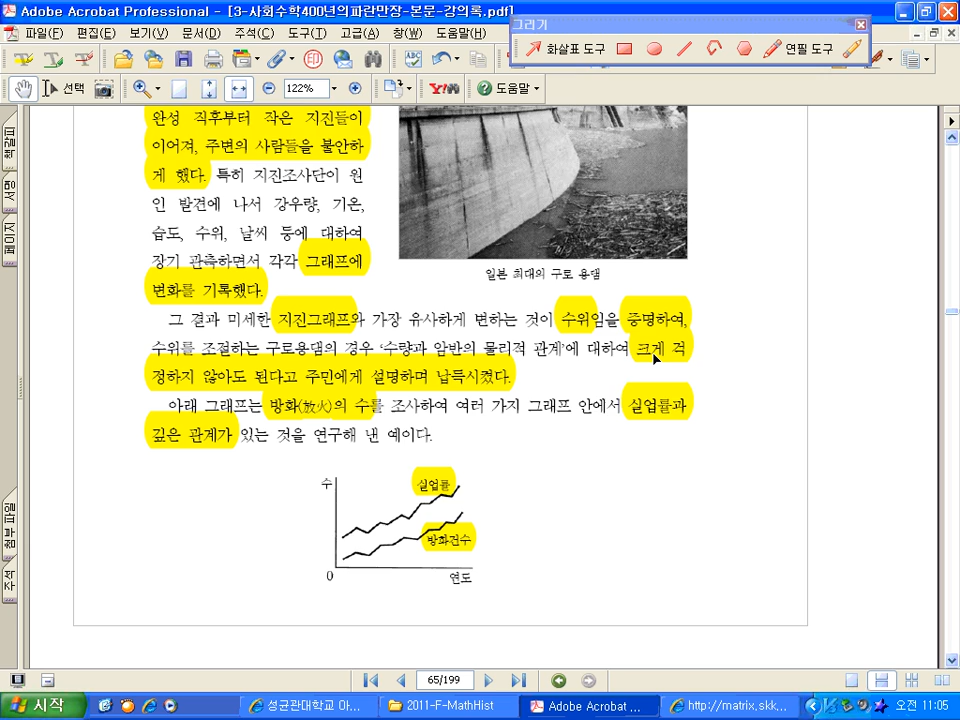 Adobe Acrobat Professional - [3-사회수학400년의파란만장-본문-강의록.pdf]
그리기
파일(F) 편집(E) 보기(V) 문서(D) 주석(C) 도구(T) 고급(A) 창(W) 도움말(H)
화살표 도구
연필 도구
선택
122%
Y!
도움말
책갈피
서명
페이지
첨부 파일
주석
완성 직후부터 작은 지진들이
이어져, 주변의 사람들을 불안하
게 했다. 특히 지진조사단이 원
인 발견에 나서 강우량, 기온,
습도, 수위, 날씨 등에 대하여
장기 관측하면서 각각 그래프에
변화를 기록했다.
일본 최대의 구로 용댐
그 결과 미세한 지진그래프와 가장 유사하게 변하는 것이 수위임을 증명하여,
수위를 조절하는 구로용댐의 경우 ‘수량과 암반의 물리적 관계’에 대하여 크게 걱
정하지 않아도 된다고 주민에게 설명하며 납득시켰다.
아래 그래프는 방화(放火)의 수를 조사하여 여러 가지 그래프 안에서 실업률과
깊은 관계가 있는 것을 연구해 낸 예이다.
수
실업률
방화건수
0
연도
65/199
시작
성균관대학교 아...
2011-F-MathHist
Adobe Acrobat ...
http://matrix.skk...
오전 11:05